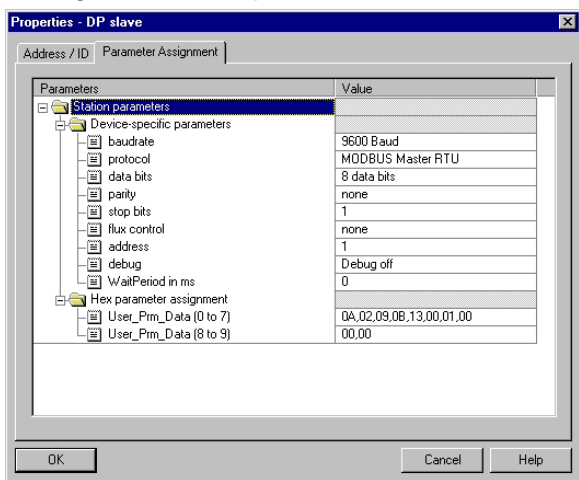 Properties - DP slave
Address / ID Parameter Assignment
Parameters Value
Station parameters
Device-specific parameters
baudrate 9600 Baud
protocol MODBUS Master RTU
data bits 8 data bits
parity none
stop bits 1
flux control none
address 1
debug Debug off
WaitPeriod in ms 0
Hex parameter assignment
User_Prm_Data (0 to 7) 0A,02,09,0B,13,00,01,00
User_Prm_Data (8 to 9) 00,00
OK Cancel Help